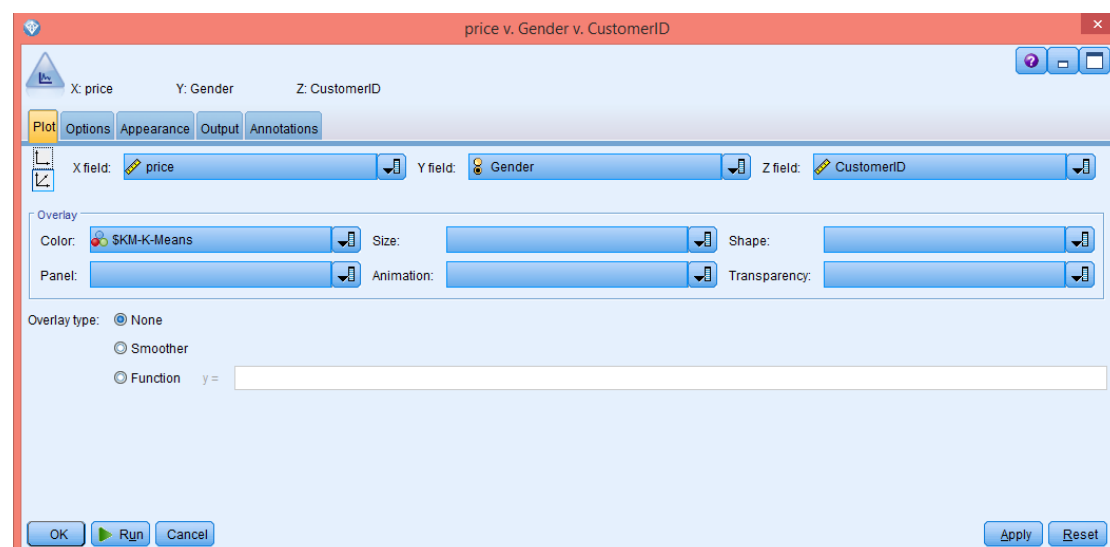 price v. Gender v. CustomerID
X: price Y: Gender Z: CustomerID
Plot Options Appearance Output Annotations
X field: price Y field: Gender Z field: CustomerID
Overlay
Color: $KM-K-Means Size: Shape:
Panel: Animation: Transparency:
Overlay type: None
Smoother
Function y =
OK Run Cancel Apply Reset